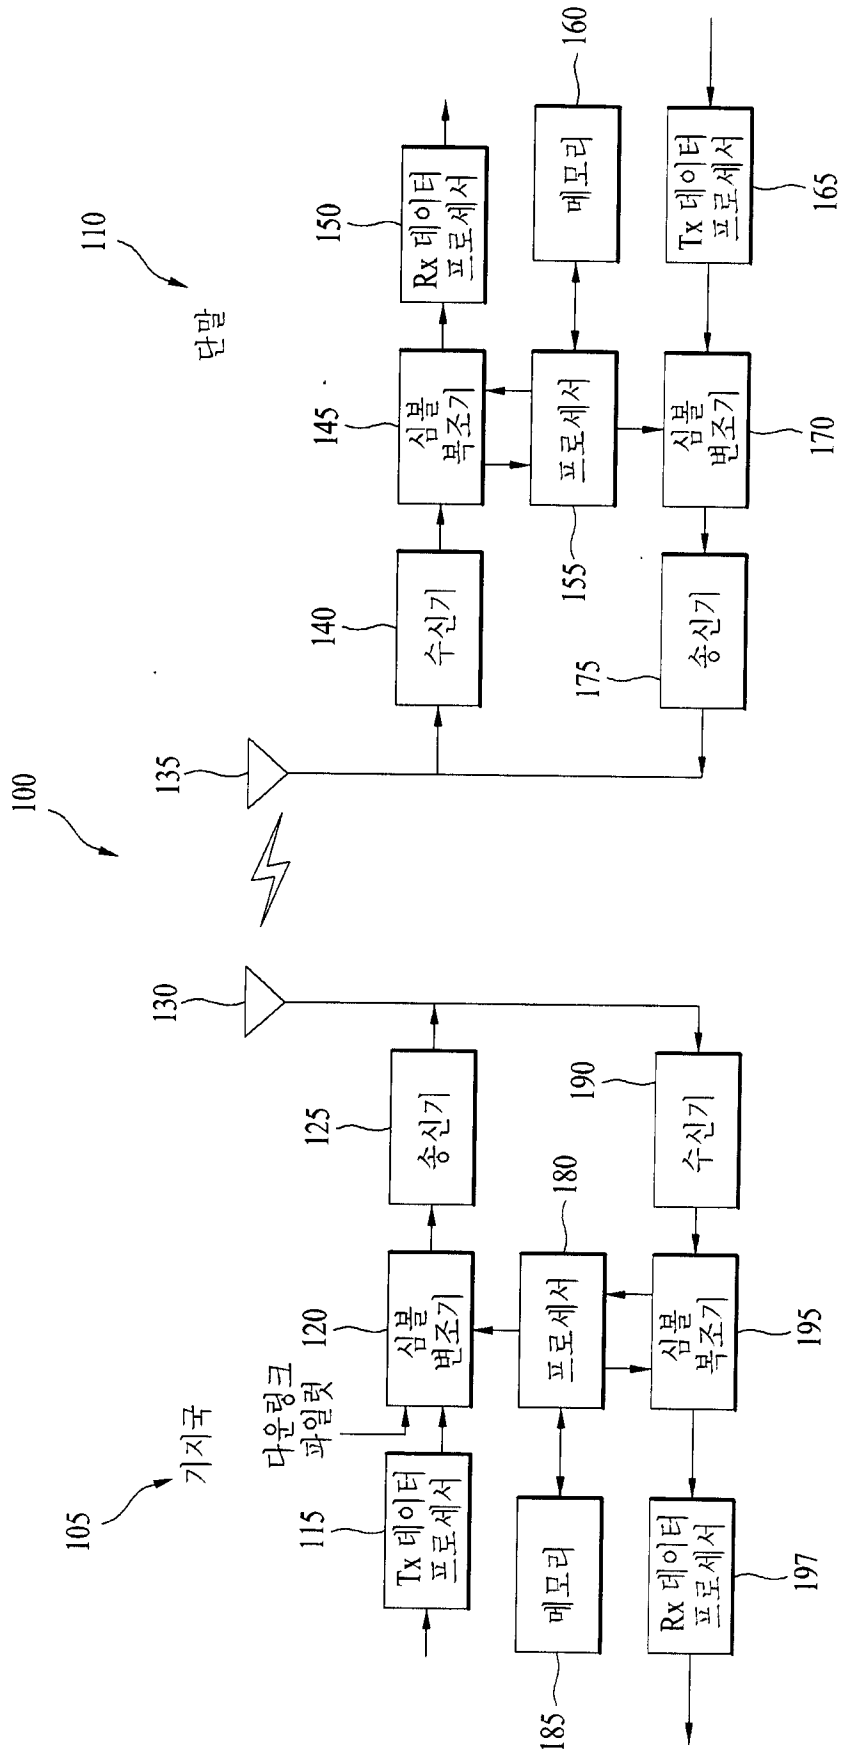 100
105
기지국
110
단말
다운링크
파일럿
115
Tx 데이터
프로세서
120
심볼
변조기
125
송신기
130
135
140
수신기
145
심볼
복조기
150
Rx 데이터
프로세서
185
메모리
180
프로세서
155
프로세서
160
메모리
197
Rx 데이터
프로세서
195
심볼
복조기
190
수신기
175
송신기
170
심볼
변조기
165
Tx 데이터
프로세서